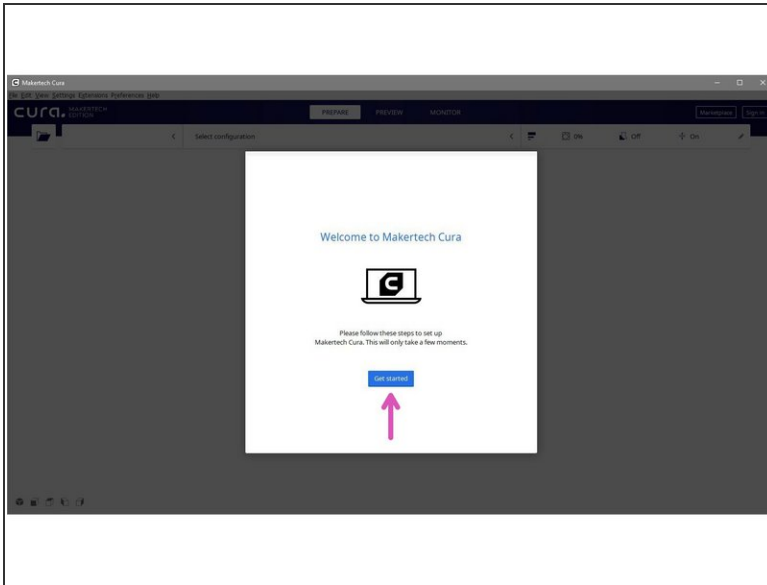 Makertech Cura
File Edit View Settings Extensions Preferences Help
cura. MAKERTECH EDITION
PREPARE PREVIEW MONITOR
Marketplace Sign in
Select configuration 0% Off On
Welcome to Makertech Cura
Please follow these steps to set up
Makertech Cura. This will only take a few moments.
Get started